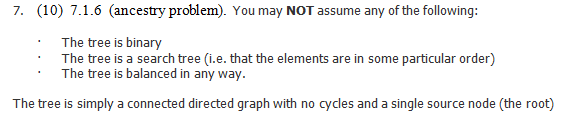 7. (10) 7.1.6 (ancestry problem). You may NOT assume any of the following:
· The tree is binary
· The tree is a search tree (i.e. that the elements are in some particular order)
· The tree is balanced in any way.
The tree is simply a connected directed graph with no cycles and a single source node (the root)